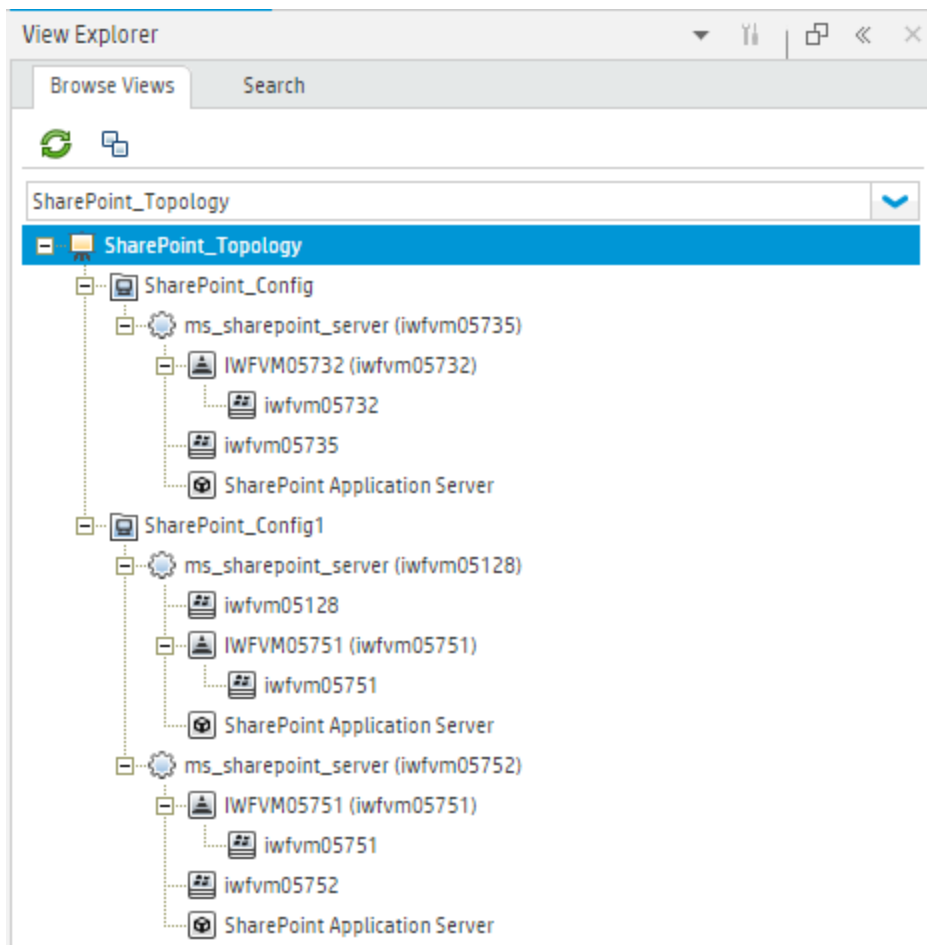 View Explorer
Browse Views Search
SharePoint_Topology
SharePoint_Topology
SharePoint_Config
ms_sharepoint_server (iwfvm05735)
IWFVM05732 (iwfvm05732)
iwfvm05732
iwfvm05735
SharePoint Application Server
SharePoint_Config1
ms_sharepoint_server (iwfvm05128)
iwfvm05128
IWFVM05751 (iwfvm05751)
iwfvm05751
SharePoint Application Server
ms_sharepoint_server (iwfvm05752)
IWFVM05751 (iwfvm05751)
iwfvm05751
iwfvm05752
SharePoint Application Server